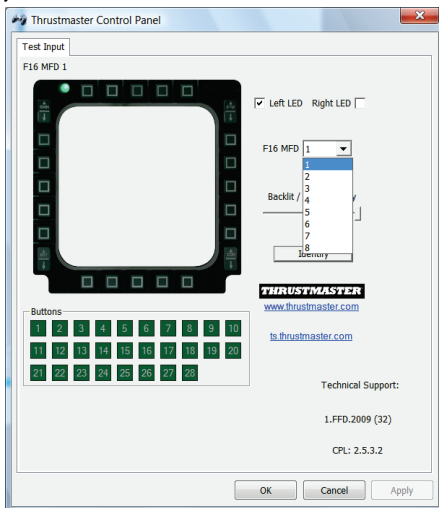 Thrustmaster Control Panel
Test Input
F16 MFD 1
Left LED Right LED
F16 MFD 1
1
2
3
4
5
6
7
8
Backlit /
Identify
THRUSTMASTER
www.thrustmaster.com
ts.thrustmaster.com
Buttons
1 2 3 4 5 6 7 8 9 10
11 12 13 14 15 16 17 18 19 20
21 22 23 24 25 26 27 28
Technical Support:
1.FFD.2009 (32)
CPL: 2.5.3.2
OK Cancel Apply